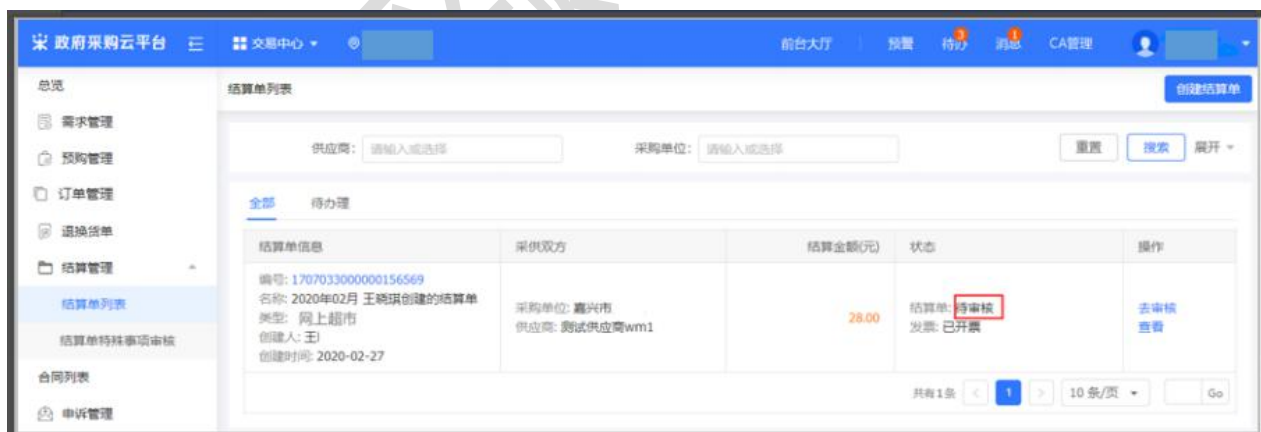 政府采购云平台
交易中心
前台大厅 预警 待办 3 消息 1 CA管理
总览
需求管理
预购管理
订单管理
退换货单
结算管理
结算单列表
结算单特殊事项审核
合同列表
申诉管理
结算单列表
创建结算单
供应商: 请输入或选择 采购单位: 请输入或选择 重置 搜索 展开
全部 待办理
结算单信息 采供双方 结算金额(元) 状态 操作
编号: 1707033000000156569
名称: 2020年02月 王晓琪创建的结算单
类型: 网上超市
创建人: 王
创建时间: 2020-02-27
采购单位: 嘉兴市
供应商: 测试供应商wm1
28.00
结算单: 待审核
发票: 已开票
去审核
查看
共有1条 < 1 > 10 条/页 Go